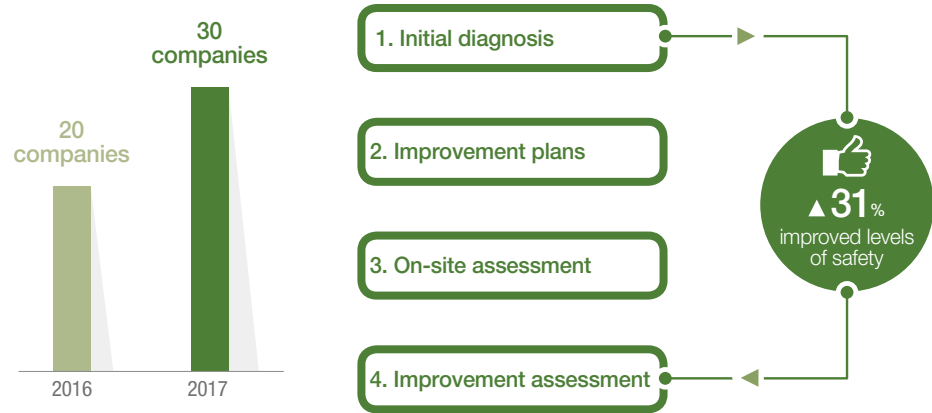 30
companies
20
companies
2016
2017
1. Initial diagnosis
2. Improvement plans
3. On-site assessment
4. Improvement assessment
▲31%
improved levels
of safety